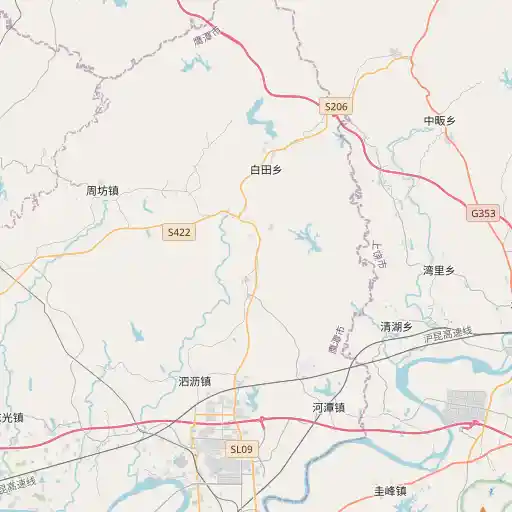 鹰潭市
S206
中畈乡
白田乡
周坊镇
G353
S422
上饶市
湾里乡
清湖乡
鹰潭市
沪昆高速线
泗沥镇
河潭镇
光镇
SL09
昆高速线
圭峰镇